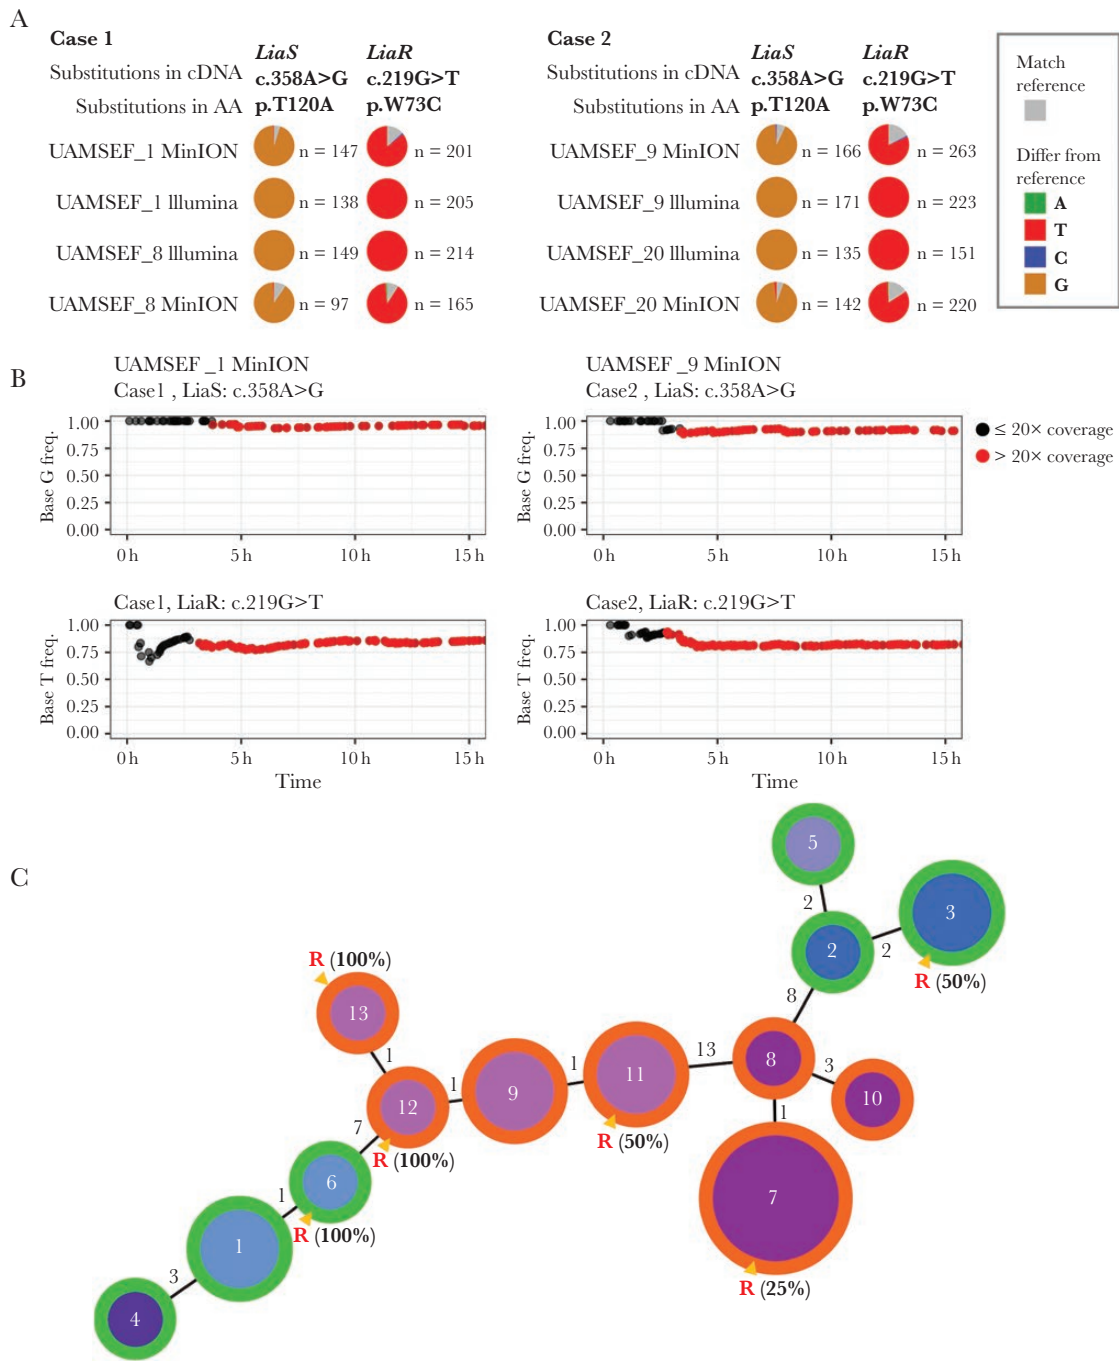 A
Case 1
LiaS LiaR
Substitutions in cDNA c.358A>G c.219G>T
Substitutions in AA p.T120A p.W73C
UAMSEF_1 MinION n = 147 n = 201
UAMSEF_1 Illumina n = 138 n = 205
UAMSEF_8 Illumina n = 149 n = 214
UAMSEF_8 MinION n = 97 n = 165
Case 2
LiaS LiaR
Substitutions in cDNA c.358A>G c.219G>T
Substitutions in AA p.T120A p.W73C
UAMSEF_9 MinION n = 166 n = 263
UAMSEF_9 Illumina n = 171 n = 223
UAMSEF_20 Illumina n = 135 n = 151
UAMSEF_20 MinION n = 142 n = 220
Match
reference
Differ from
reference
A
T
C
G
B
UAMSEF_1 MinION
Case1 , LiaS: c.358A>G
Base G freq.
1.00
0.75
0.50
0.25
0.00
0 h 5 h 10 h 15 h
UAMSEF_9 MinION
Case2 , LiaS: c.358A>G
Base G freq.
1.00
0.75
0.50
0.25
0.00
0 h 5 h 10 h 15 h
≤ 20× coverage
> 20× coverage
Case1, LiaR: c.219G>T
Base T freq.
1.00
0.75
0.50
0.25
0.00
0 h 5 h 10 h 15 h
Time
Case2, LiaR: c.219G>T
Base T freq.
1.00
0.75
0.50
0.25
0.00
0 h 5 h 10 h 15 h
Time
C
5
2
3
2
2
R (50%)
8
R (100%)
13
1
12
R (100%)
1
9
1
11
R (50%)
13
8
3
10
1
7
R (25%)
7
6
R (100%)
1
1
3
4